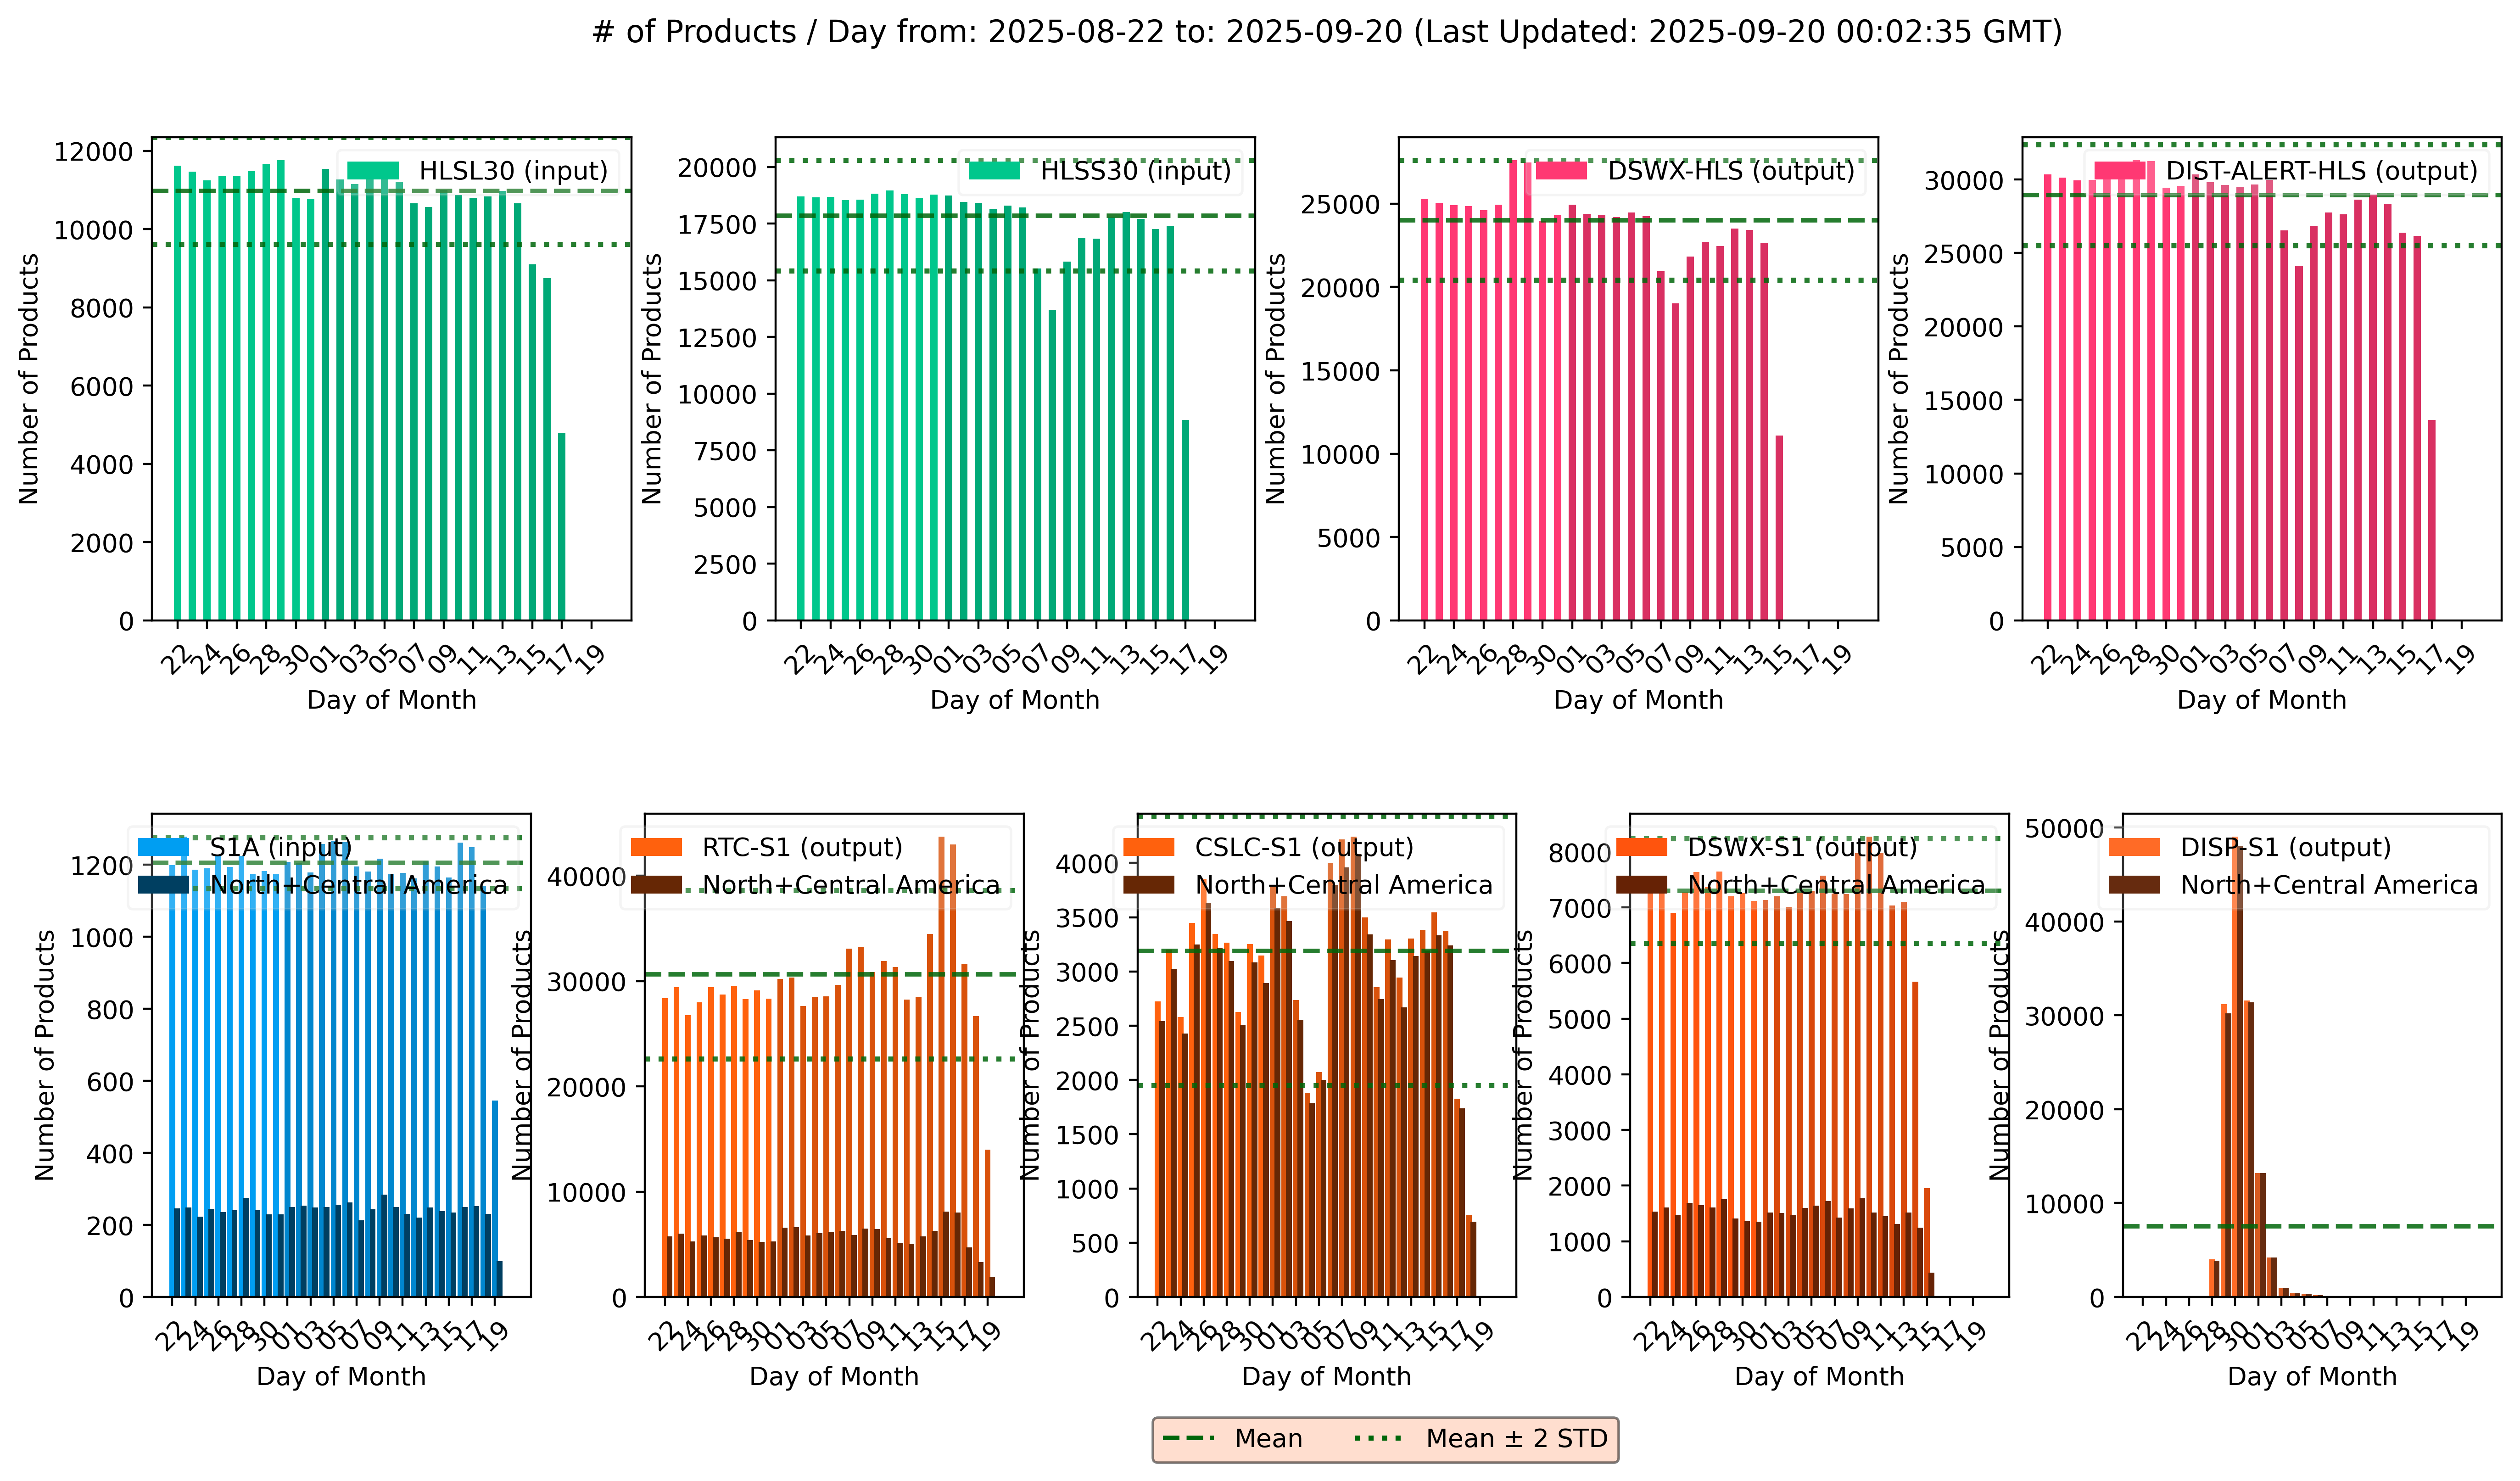 # of Products / Day from: 2025-08-22 to: 2025-09-20 (Last Updated: 2025-09-20 00:02:35 GMT)
Number of Products
12000
10000
8000
6000
4000
2000
0
HLSL30 (input)
22 24 26 28 30 01 03 05 07 09 11 13 15 17 19
Day of Month
Number of Products
20000
17500
15000
12500
10000
7500
5000
2500
0
HLSS30 (input)
22 24 26 28 30 01 03 05 07 09 11 13 15 17 19
Day of Month
Number of Products
25000
20000
15000
10000
5000
0
DSWX-HLS (output)
22 24 26 28 30 01 03 05 07 09 11 13 15 17 19
Day of Month
Number of Products
30000
25000
20000
15000
10000
5000
0
DIST-ALERT-HLS (output)
22 24 26 28 30 01 03 05 07 09 11 13 15 17 19
Day of Month
Number of Products
1200
1000
800
600
400
200
0
S1A (input)
North+Central America
22 24 26 28 30 01 03 05 07 09 11 13 15 17 19
Day of Month
Number of Products
40000
30000
20000
10000
0
RTC-S1 (output)
North+Central America
22 24 26 28 30 01 03 05 07 09 11 13 15 17 19
Day of Month
Number of Products
4000
3500
3000
2500
2000
1500
1000
500
0
CSLC-S1 (output)
North+Central America
22 24 26 28 30 01 03 05 07 09 11 13 15 17 19
Day of Month
Number of Products
8000
7000
6000
5000
4000
3000
2000
1000
0
DSWX-S1 (output)
North+Central America
22 24 26 28 30 01 03 05 07 09 11 13 15 17 19
Day of Month
Number of Products
50000
40000
30000
20000
10000
0
DISP-S1 (output)
North+Central America
22 24 26 28 30 01 03 05 07 09 11 13 15 17 19
Day of Month
Mean
Mean ± 2 STD